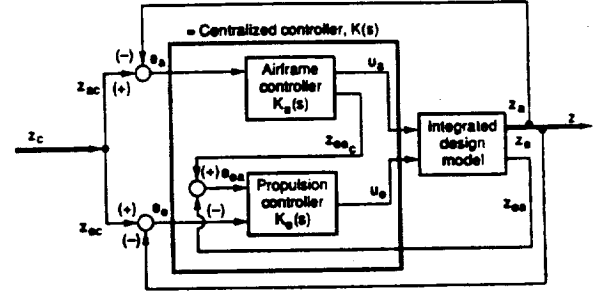 = Centralized controller, K(s)
(–)
e_a
z_ac
(+)
Airframe
controller
K_a(s)
u_a
z_ea_c
z_c
Integrated
design
model
z_a
z
z_e
(+)
e_ea
Propulsion
controller
K_e(s)
u_e
(–)
z_ea
z_ec
(+)
e_e
(–)